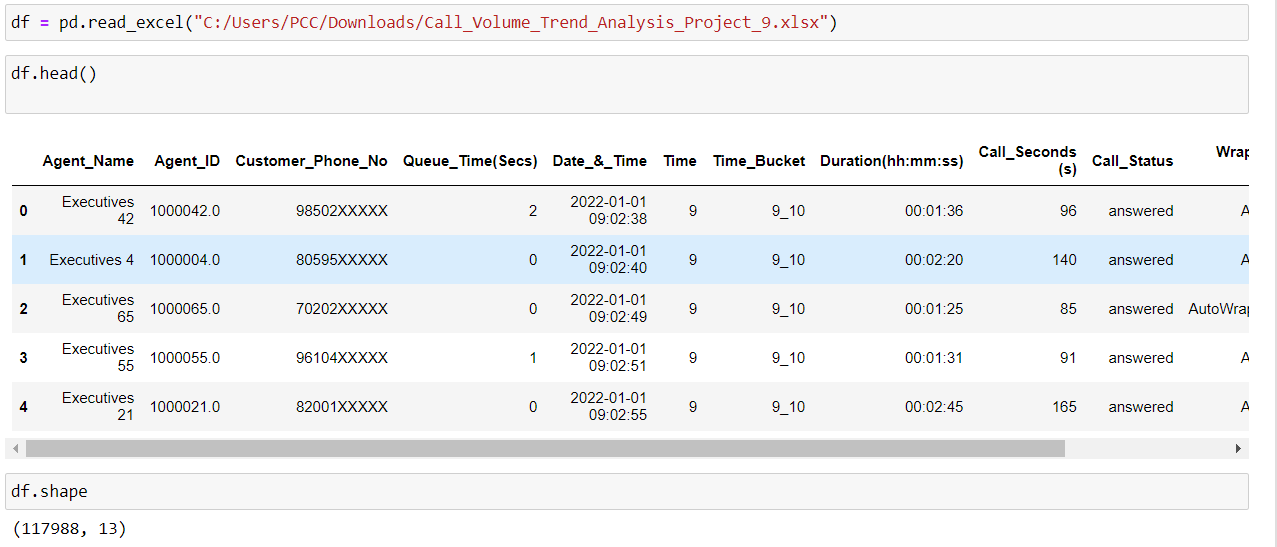 df = pd.read_excel("C:/Users/PCC/Downloads/Call_Volume_Trend_Analysis_Project_9.xlsx")
df.head()
Agent_Name Agent_ID Customer_Phone_No Queue_Time(Secs) Date_&_Time Time Time_Bucket Duration(hh:mm:ss) Call_Seconds (s) Call_Status Wrap
0 Executives 42 1000042.0 98502XXXXX 2 2022-01-01 09:02:38 9 9_10 00:01:36 96 answered A
1 Executives 4 1000004.0 80595XXXXX 0 2022-01-01 09:02:40 9 9_10 00:02:20 140 answered A
2 Executives 65 1000065.0 70202XXXXX 0 2022-01-01 09:02:49 9 9_10 00:01:25 85 answered AutoWrap
3 Executives 55 1000055.0 96104XXXXX 1 2022-01-01 09:02:51 9 9_10 00:01:31 91 answered A
4 Executives 21 1000021.0 82001XXXXX 0 2022-01-01 09:02:55 9 9_10 00:02:45 165 answered A
df.shape
(117988, 13)